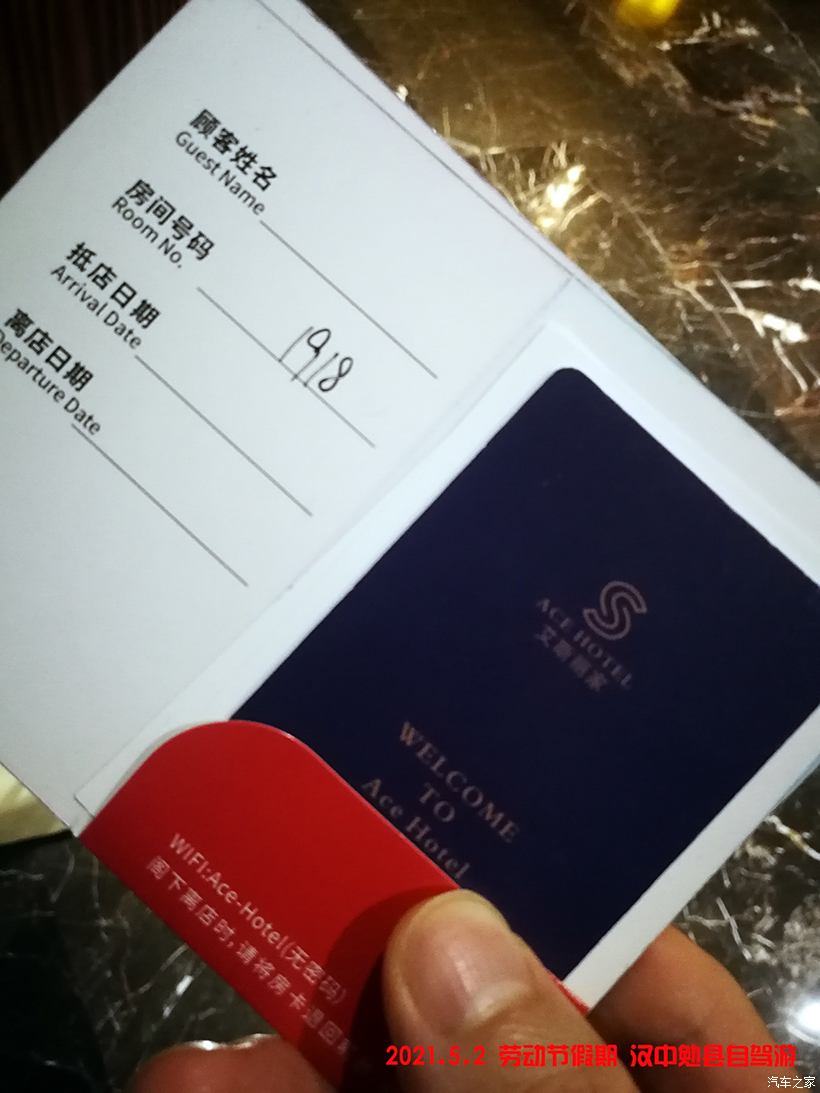 顾客姓名
Guest Name
房间号码
Room No.
1918
抵店日期
Arrival Date
离店日期
Departure Date
S
ACE HOTEL
艾斯丽家
WELCOME
TO
Ace Hotel
WIFI:Ace-Hotel(无密码)
阁下离店时,请将房卡退回
2021.5.2 劳动节假期 汉中勉县自驾游
汽车之家